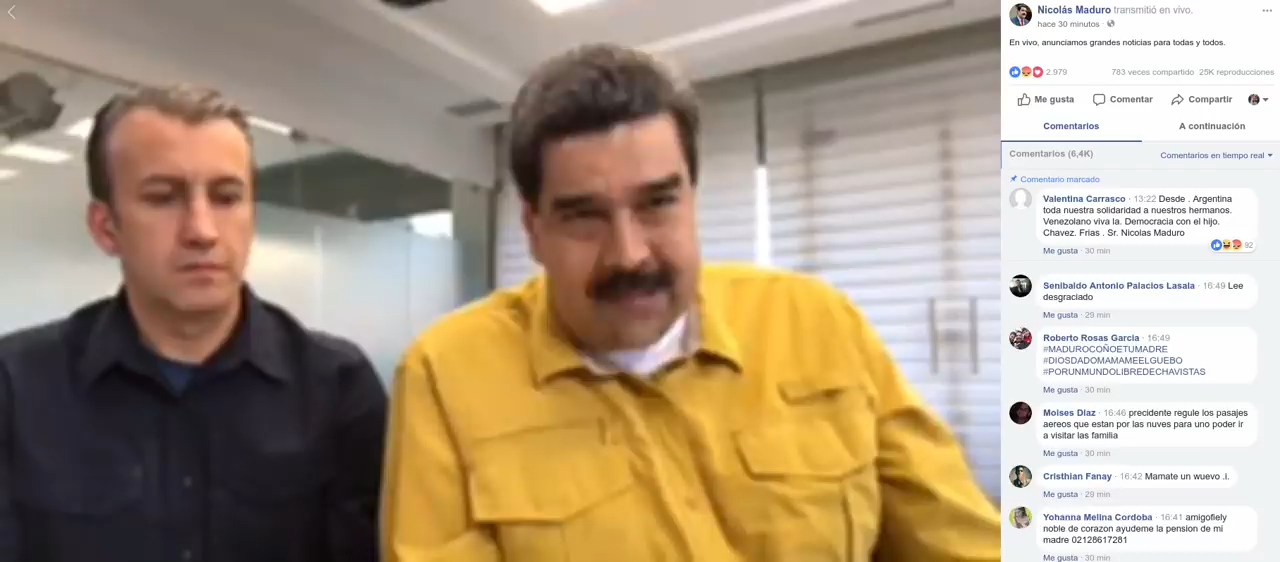 Nicolás Maduro transmitió en vivo.
hace 30 minutos ·
En vivo, anunciamos grandes noticias para todas y todos.
2.979 783 veces compartido 25K reproducciones
Me gusta Comentar Compartir
Comentarios A continuación
Comentarios (6,4K) Comentarios en tiempo real
Comentario marcado
Valentina Carrasco · 13:22 Desde . Argentina
toda nuestra solidaridad a nuestros hermanos.
Venezolano viva la. Democracia con el hijo.
Chavez. Frias . Sr. Nicolas Maduro
92
Me gusta · 30 min
Senibaldo Antonio Palacios Lasala · 16:49 Lee
desgraciado
Me gusta · 29 min
Roberto Rosas Garcia · 16:49
#MADUROCOÑOETUMADRE
#DIOSDADOMAMAMEELGUEBO
#PORUNMUNDOLIBREDECHAVISTAS
Me gusta · 30 min
Moises Diaz · 16:46 precidente regule los pasajes
aereos que estan por las nuves para uno poder ir
a visitar las familia
Me gusta · 30 min
Cristhian Fanay · 16:42 Mamate un wuevo .l.
Me gusta · 29 min
Yohanna Melina Cordoba · 16:41 amigofiely
noble de corazon ayudeme la pension de mi
madre 02128617281
Me gusta · 30 min